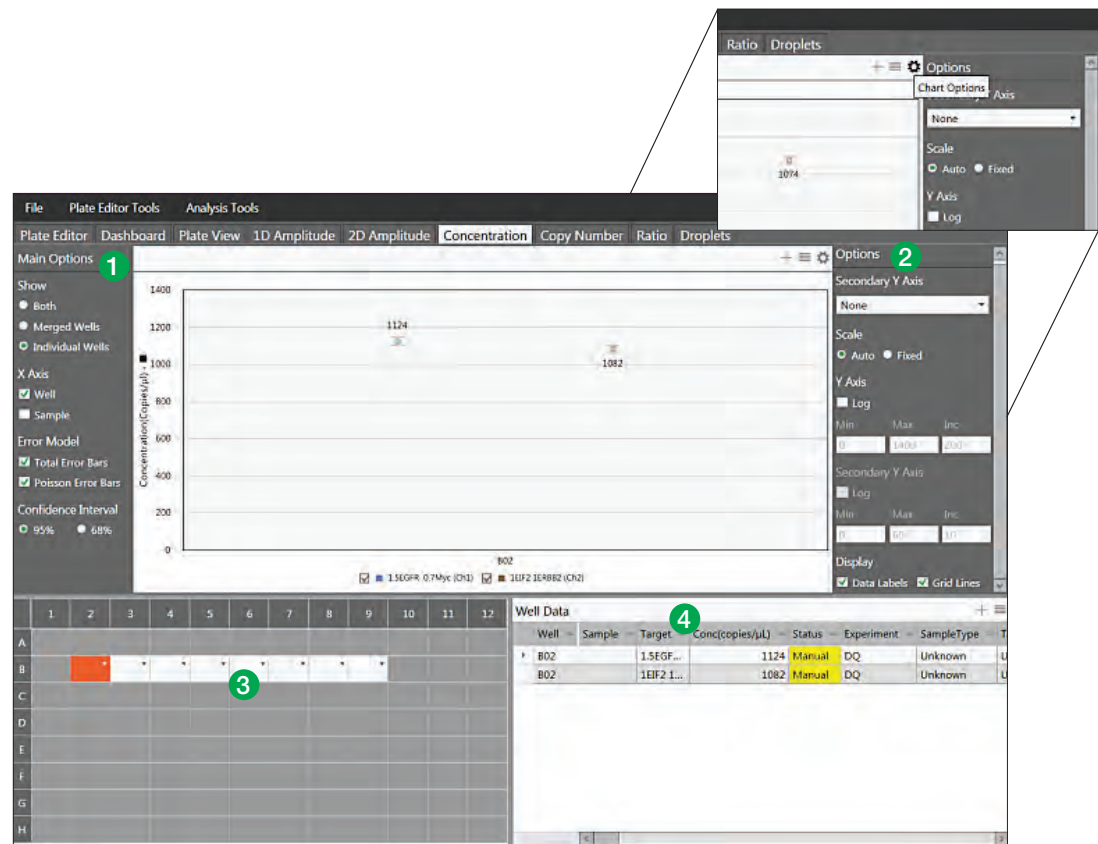 Ratio Droplets
Options
Chart Options
Axis
None
1074
Scale
Auto Fixed
Y Axis
Log
File Plate Editor Tools Analysis Tools
Plate Editor Dashboard Plate View 1D Amplitude 2D Amplitude Concentration Copy Number Ratio Droplets
Main Options 1
Show
Both
Merged Wells
Individual Wells
X Axis
Well
Sample
Error Model
Total Error Bars
Poisson Error Bars
Confidence Interval
95% 68%
Concentration(Copies/µl)
1400
1200
1000
800
600
400
200
0
1124
1082
B02
1.5EGFR 0.7Myc (Ch1) 1EIF2 1ERBB2 (Ch2)
Options 2
Secondary Y Axis
None
Scale
Auto Fixed
Y Axis
Log
Min Max Inc
0 1400 200
Secondary Y Axis
Log
Min Max Inc
0 60 10
Display
Data Labels Grid Lines
1 2 3 4 5 6 7 8 9 10 11 12
A
B * * * * * * * *
3
C
D
E
F
G
H
Well Data
4
Well Sample Target Conc(copies/µL) Status Experiment SampleType T
B02 1.5EGF... 1124 Manual DQ Unknown U
B02 1EIF2 1... 1082 Manual DQ Unknown U